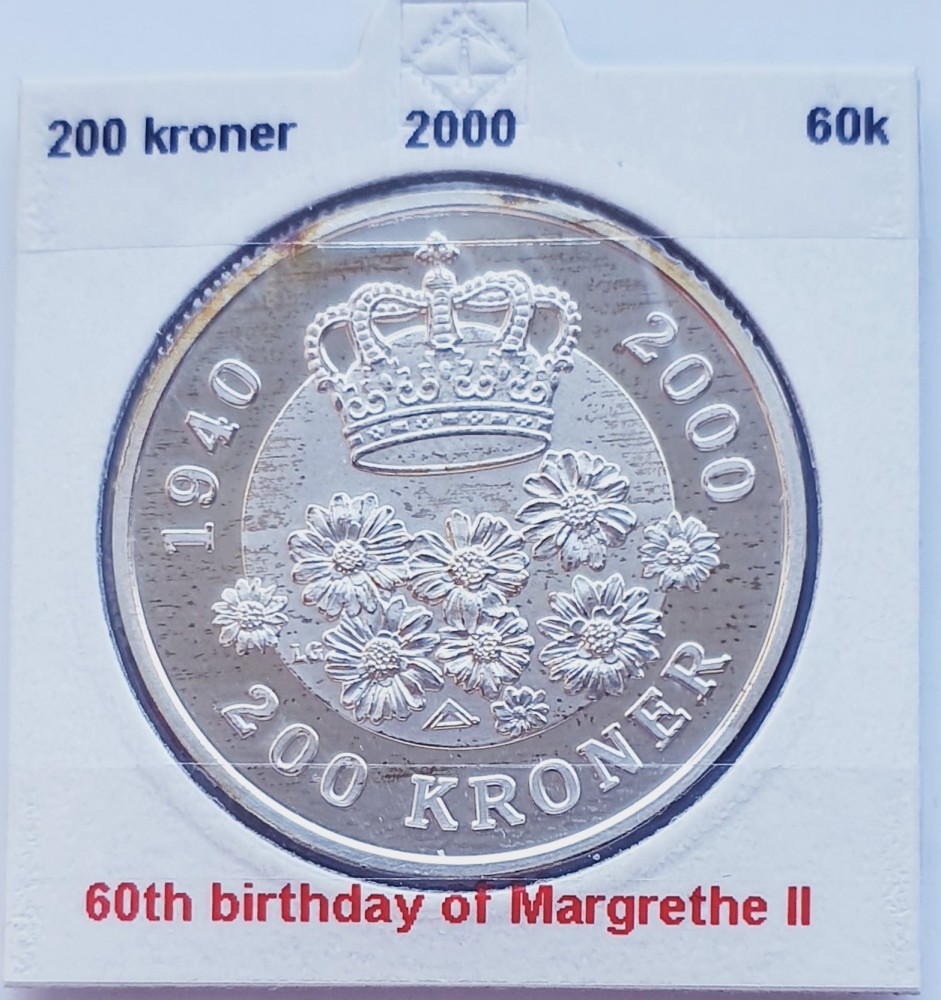 200 kroner 2000 60k
1940 2000
LG
200 KRONER
60th birthday of Margrethe II